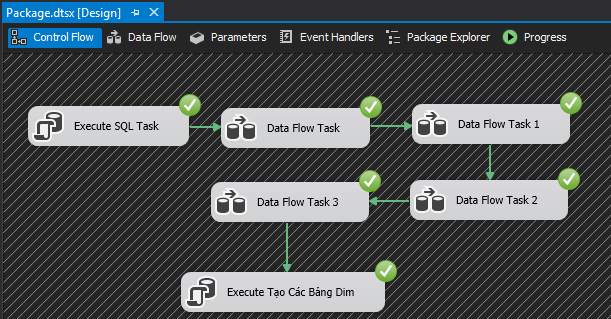 Package.dtsx [Design]
Control Flow
Data Flow
Parameters
Event Handlers
Package Explorer
Progress
Execute SQL Task
Data Flow Task
Data Flow Task 1
Data Flow Task 2
Data Flow Task 3
Execute Tạo Các Bảng Dim